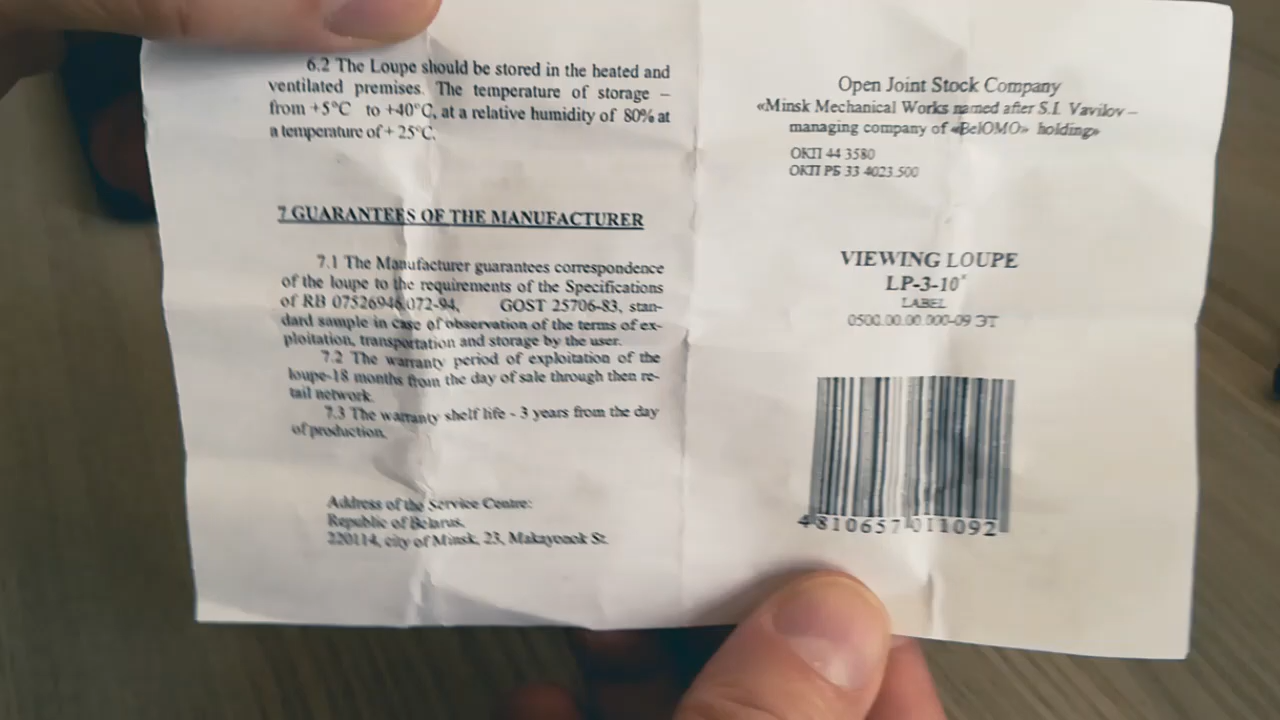 6.2 The Loupe should be stored in the heated and
ventilated premises. The temperature of storage –
from +5°C to +40°C, at a relative humidity of 80% at
a temperature of + 25°C.
7 GUARANTEES OF THE MANUFACTURER
7.1 The Manufacturer guarantees correspondence
of the loupe to the requirements of the Specifications
of RB 07526946.072-94, GOST 25706-83, stan-
dard sample in case of observation of the terms of ex-
ploitation, transportation and storage by the user.
7.2 The warranty period of exploitation of the
loupe-18 months from the day of sale through then re-
tail network.
7.3 The warranty shelf life - 3 years from the day
of production.
Address of the Service Centre:
Republic of Belarus,
220114, city of Minsk, 23, Makayonok St.
Open Joint Stock Company
«Minsk Mechanical Works named after S.I. Vavilov –
managing company of «BelOMO» holding»
ОКП 44 3580
ОКП РБ 33 4023.500
VIEWING LOUPE
LP-3-10ˣ
LABEL
0500.00.00.000-09 ЭТ
4810657011092